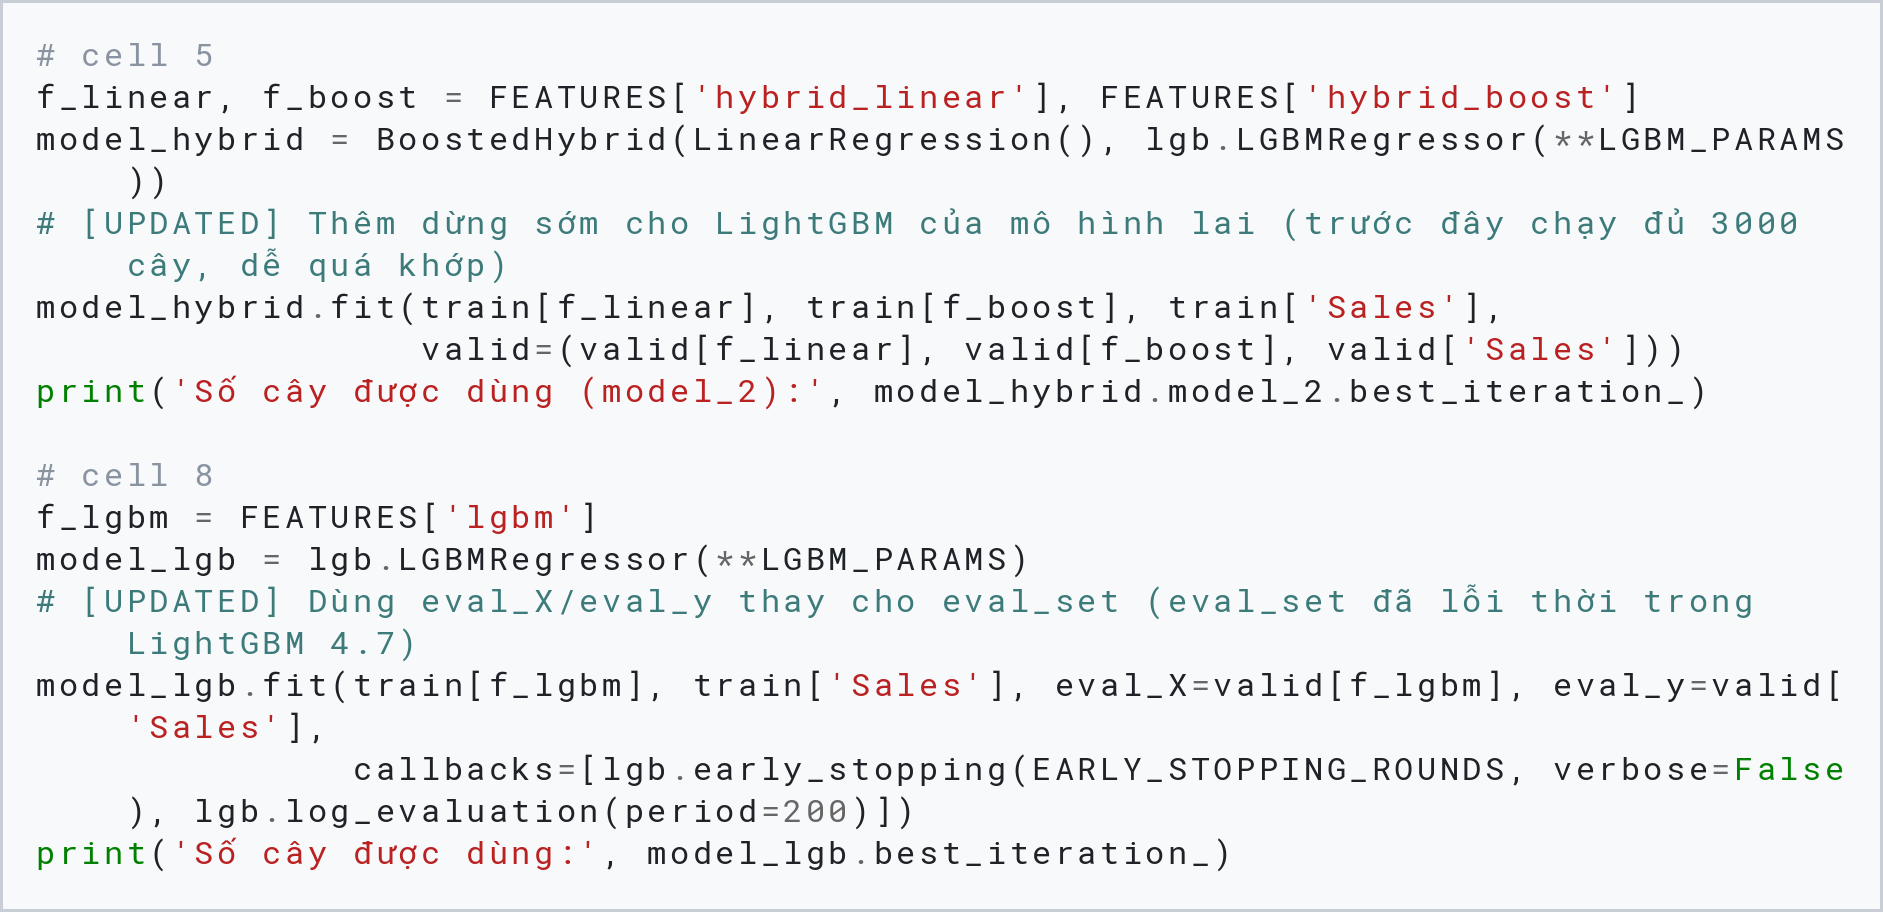 # cell 5
f_linear, f_boost = FEATURES['hybrid_linear'], FEATURES['hybrid_boost']
model_hybrid = BoostedHybrid(LinearRegression(), lgb.LGBMRegressor(**LGBM_PARAMS
))
# [UPDATED] Thêm dừng sớm cho LightGBM của mô hình lai (trước đây chạy đủ 3000
cây, dễ quá khớp)
model_hybrid.fit(train[f_linear], train[f_boost], train['Sales'],
valid=(valid[f_linear], valid[f_boost], valid['Sales']))
print('Số cây được dùng (model_2):', model_hybrid.model_2.best_iteration_)
# cell 8
f_lgbm = FEATURES['lgbm']
model_lgb = lgb.LGBMRegressor(**LGBM_PARAMS)
# [UPDATED] Dùng eval_X/eval_y thay cho eval_set (eval_set đã lỗi thời trong
LightGBM 4.7)
model_lgb.fit(train[f_lgbm], train['Sales'], eval_X=valid[f_lgbm], eval_y=valid[
'Sales'],
callbacks=[lgb.early_stopping(EARLY_STOPPING_ROUNDS, verbose=False
), lgb.log_evaluation(period=200)])
print('Số cây được dùng:', model_lgb.best_iteration_)